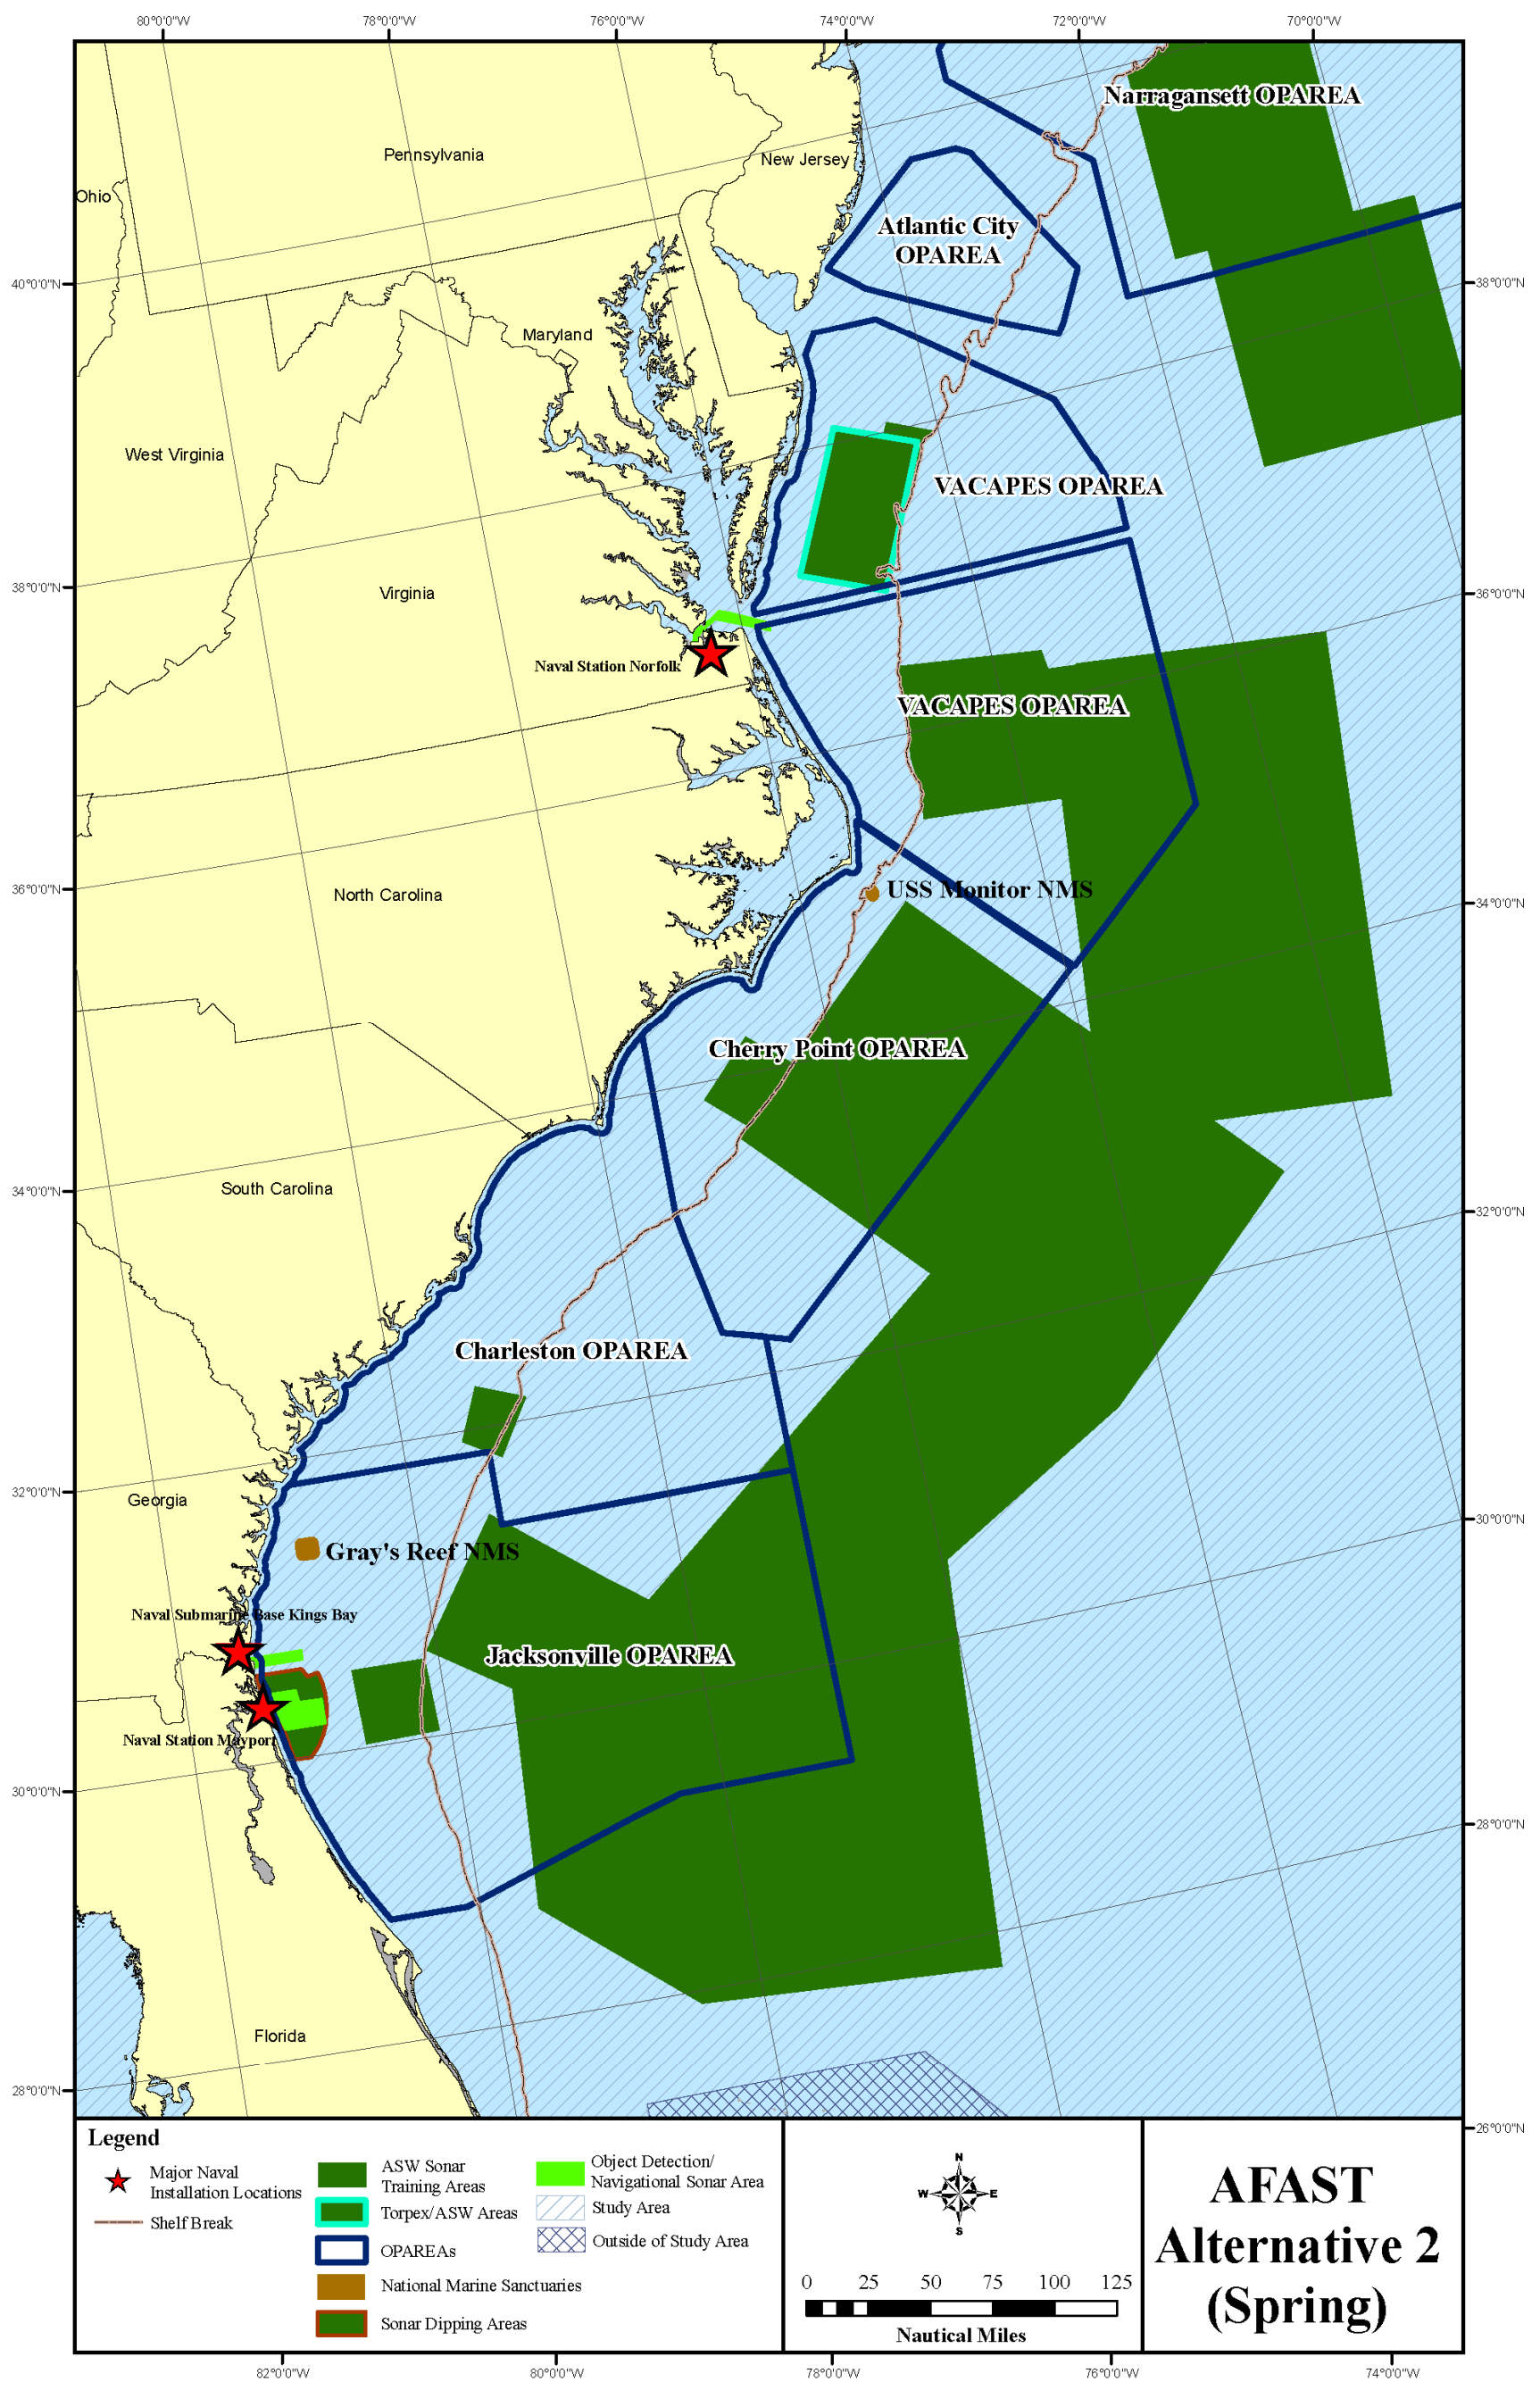 80°0'0"W
78°0'0"W
76°0'0"W
74°0'0"W
72°0'0"W
70°0'0"W
Narragansett OPAREA
Pennsylvania
New Jersey
Ohio
Atlantic City
OPAREA
40°0'0"N
38°0'0"N
Maryland
West Virginia
VACAPES OPAREA
38°0'0"N
36°0'0"N
Virginia
Naval Station Norfolk
VACAPES OPAREA
36°0'0"N
34°0'0"N
North Carolina
USS Monitor NMS
Cherry Point OPAREA
34°0'0"N
32°0'0"N
South Carolina
Charleston OPAREA
32°0'0"N
30°0'0"N
Georgia
Gray's Reef NMS
Naval Submarine Base Kings Bay
Jacksonville OPAREA
Naval Station Mayport
30°0'0"N
28°0'0"N
Florida
28°0'0"N
26°0'0"N
Legend
Major Naval
Installation Locations
Shelf Break
ASW Sonar
Training Areas
Torpex/ASW Areas
OPAREAs
National Marine Sanctuaries
Sonar Dipping Areas
Object Detection/
Navigational Sonar Area
Study Area
Outside of Study Area
N
W E
S
0 25 50 75 100 125
Nautical Miles
AFAST
Alternative 2
(Spring)
82°0'0"W
80°0'0"W
78°0'0"W
76°0'0"W
74°0'0"W